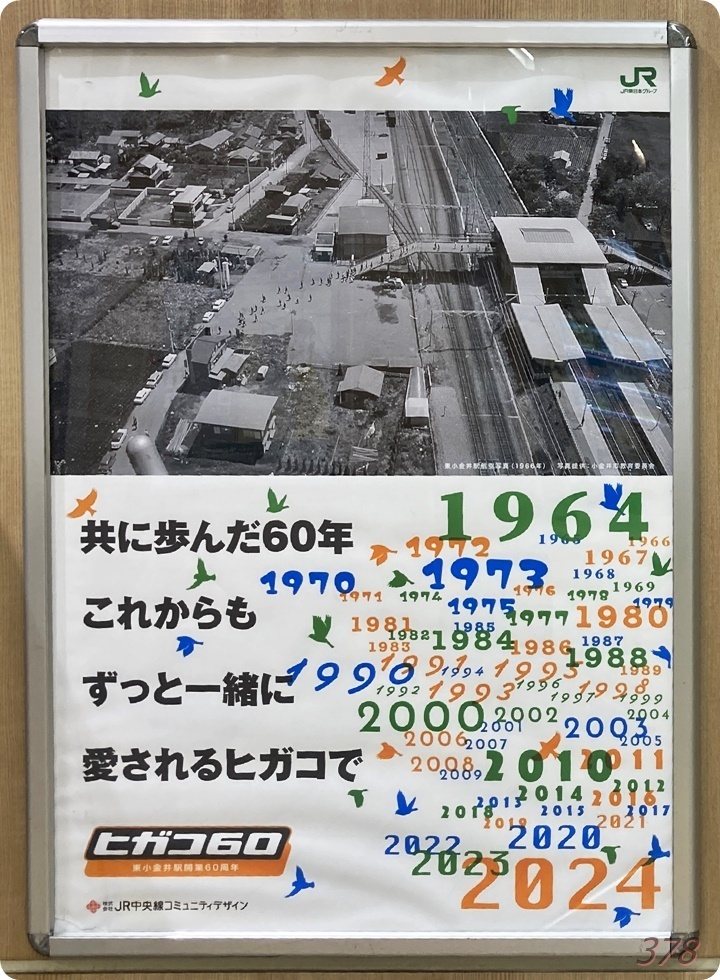 JR
JR東日本グループ
東小金井駅航空写真(1966年) 写真提供:小金井市教育委員会
共に歩んだ60年
これからも
ずっと一緒に
愛されるヒガコで
1964
1965 1966
1972 1967
1970 1973 1968
1971 1974 1976 1978 1969
1975 1977 1979
1981 1985 1980
1982 1984 1986 1987
1983 1988
1990 1991 1994 1995 1989
1992 1993 1996 1997 1998
1999
2000 2001 2002 2003 2004
2006 2007 2005
2008 2009 2010 2011
2014 2012
2013 2016
2018 2015 2017
2019 2021
2022 2020
2023
2024
ヒガコ60
東小金井駅開業60周年
株式会社 JR中央線コミュニティデザイン
378